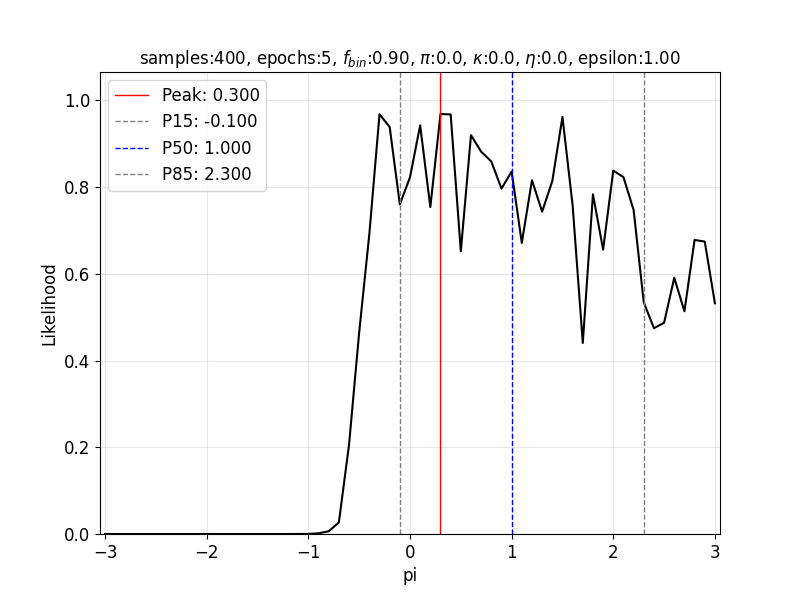 samples:400, epochs:5, f_bin:0.90, π:0.0, κ:0.0, η:0.0, epsilon:1.00
Peak: 0.300
P15: -0.100
P50: 1.000
P85: 2.300
1.0
0.8
0.6
0.4
0.2
0.0
Likelihood
−3
−2
−1
0
1
2
3
pi